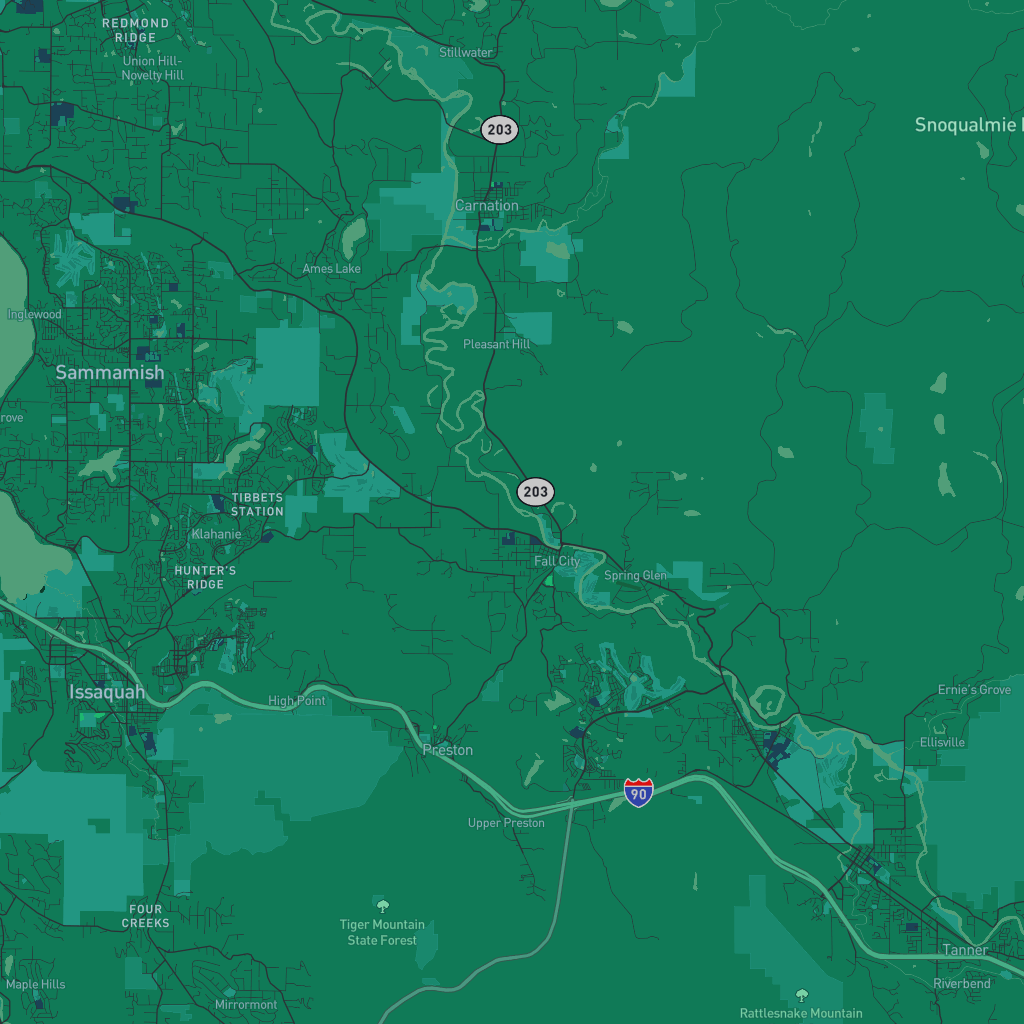 REDMOND
RIDGE
Union Hill-
Novelty Hill
Stillwater
203
Snoqualmie
Carnation
Ames Lake
Inglewood
Pleasant Hill
Sammamish
rove
203
TIBBETS
STATION
Klahanie
Fall City
HUNTER'S
RIDGE
Spring Glen
Issaquah
High Point
Ernie's Grove
Ellisville
Preston
90
Upper Preston
FOUR
CREEKS
Tiger Mountain
State Forest
Tanner
Maple Hills
Riverbend
Mirrormont
Rattlesnake Mountain